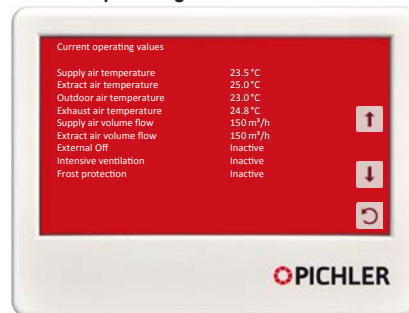 Current operating values
Supply air temperature 23.5 °C
Extract air temperature 25.0 °C
Outdoor air temperature 23.0 °C
Exhaust air temperature 24.8 °C
Supply air volume flow 150 m³/h
Extract air volume flow 150 m³/h
External Off Inactive
Intensive ventilation Inactive
Frost protection Inactive
PICHLER